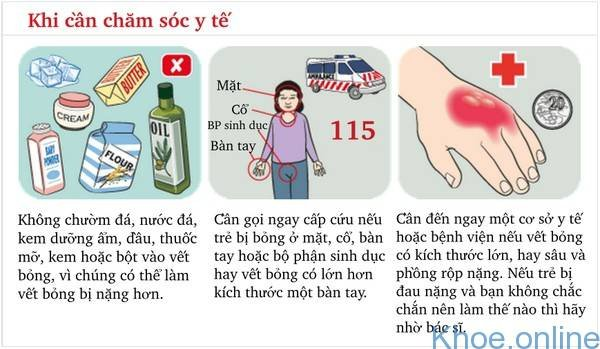 Khi cần chăm sóc y tế
BUTTER
CREAM
OIL
BABY
POWDER
FLOUR
AMBULANCE
Mặt
Cổ
BP sinh dục
Bàn tay
115
20
Không chườm đá, nước đá,
kem dưỡng ẩm, dầu, thuốc
mỡ, kem hoặc bột vào vết
bỏng, vì chúng có thể làm
vết bỏng bị nặng hơn.
Cần gọi ngay cấp cứu nếu
trẻ bị bỏng ở mặt, cổ, bàn
tay hoặc bộ phận sinh dục
hay vết bỏng có lớn hơn
kích thước một bàn tay.
Cần đến ngay một cơ sở y tế
hoặc bệnh viện nếu vết bỏng
có kích thước lớn, hay sâu và
phồng rộp nặng. Nếu trẻ bị
đau nặng và bạn không chắc
chắn nên làm thế nào thì hãy
nhờ bác sĩ.
Khoe.online